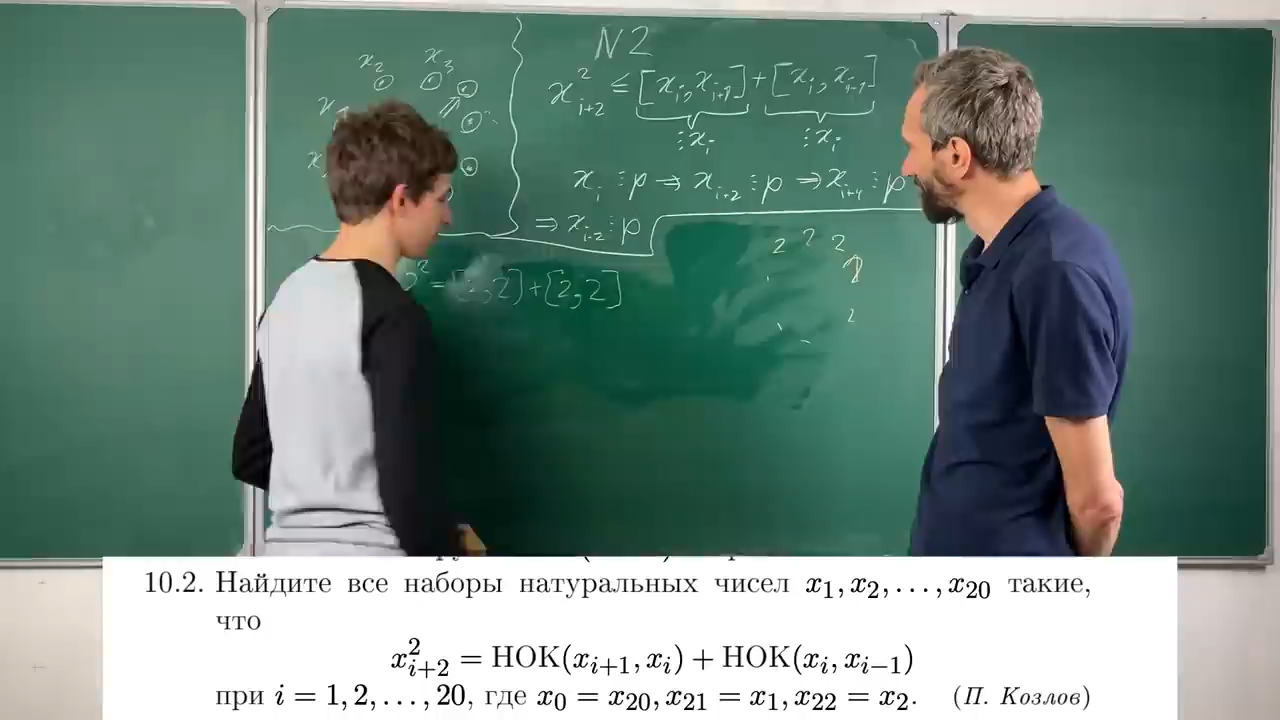 N2
x₂ x₃
x²ᵢ₊₂ ≤ [xᵢ, xᵢ₊₁] + [xᵢ, xᵢ₋₁]
⋮xᵢ ⋮xᵢ
xᵢ ⋮ p ⇒ xᵢ₊₂ ⋮ p ⇒ xᵢ₊₄ ⋮ p
⇒ xᵢ₋₂ ⋮ p
2 ? 2
² = [2, 2] + [2, 2]
2
10.2. Найдите все наборы натуральных чисел x₁, x₂, …, x₂₀ такие,
что
x²ᵢ₊₂ = НОК(xᵢ₊₁, xᵢ) + НОК(xᵢ, xᵢ₋₁)
при i = 1, 2, …, 20, где x₀ = x₂₀, x₂₁ = x₁, x₂₂ = x₂. (П. Козлов)